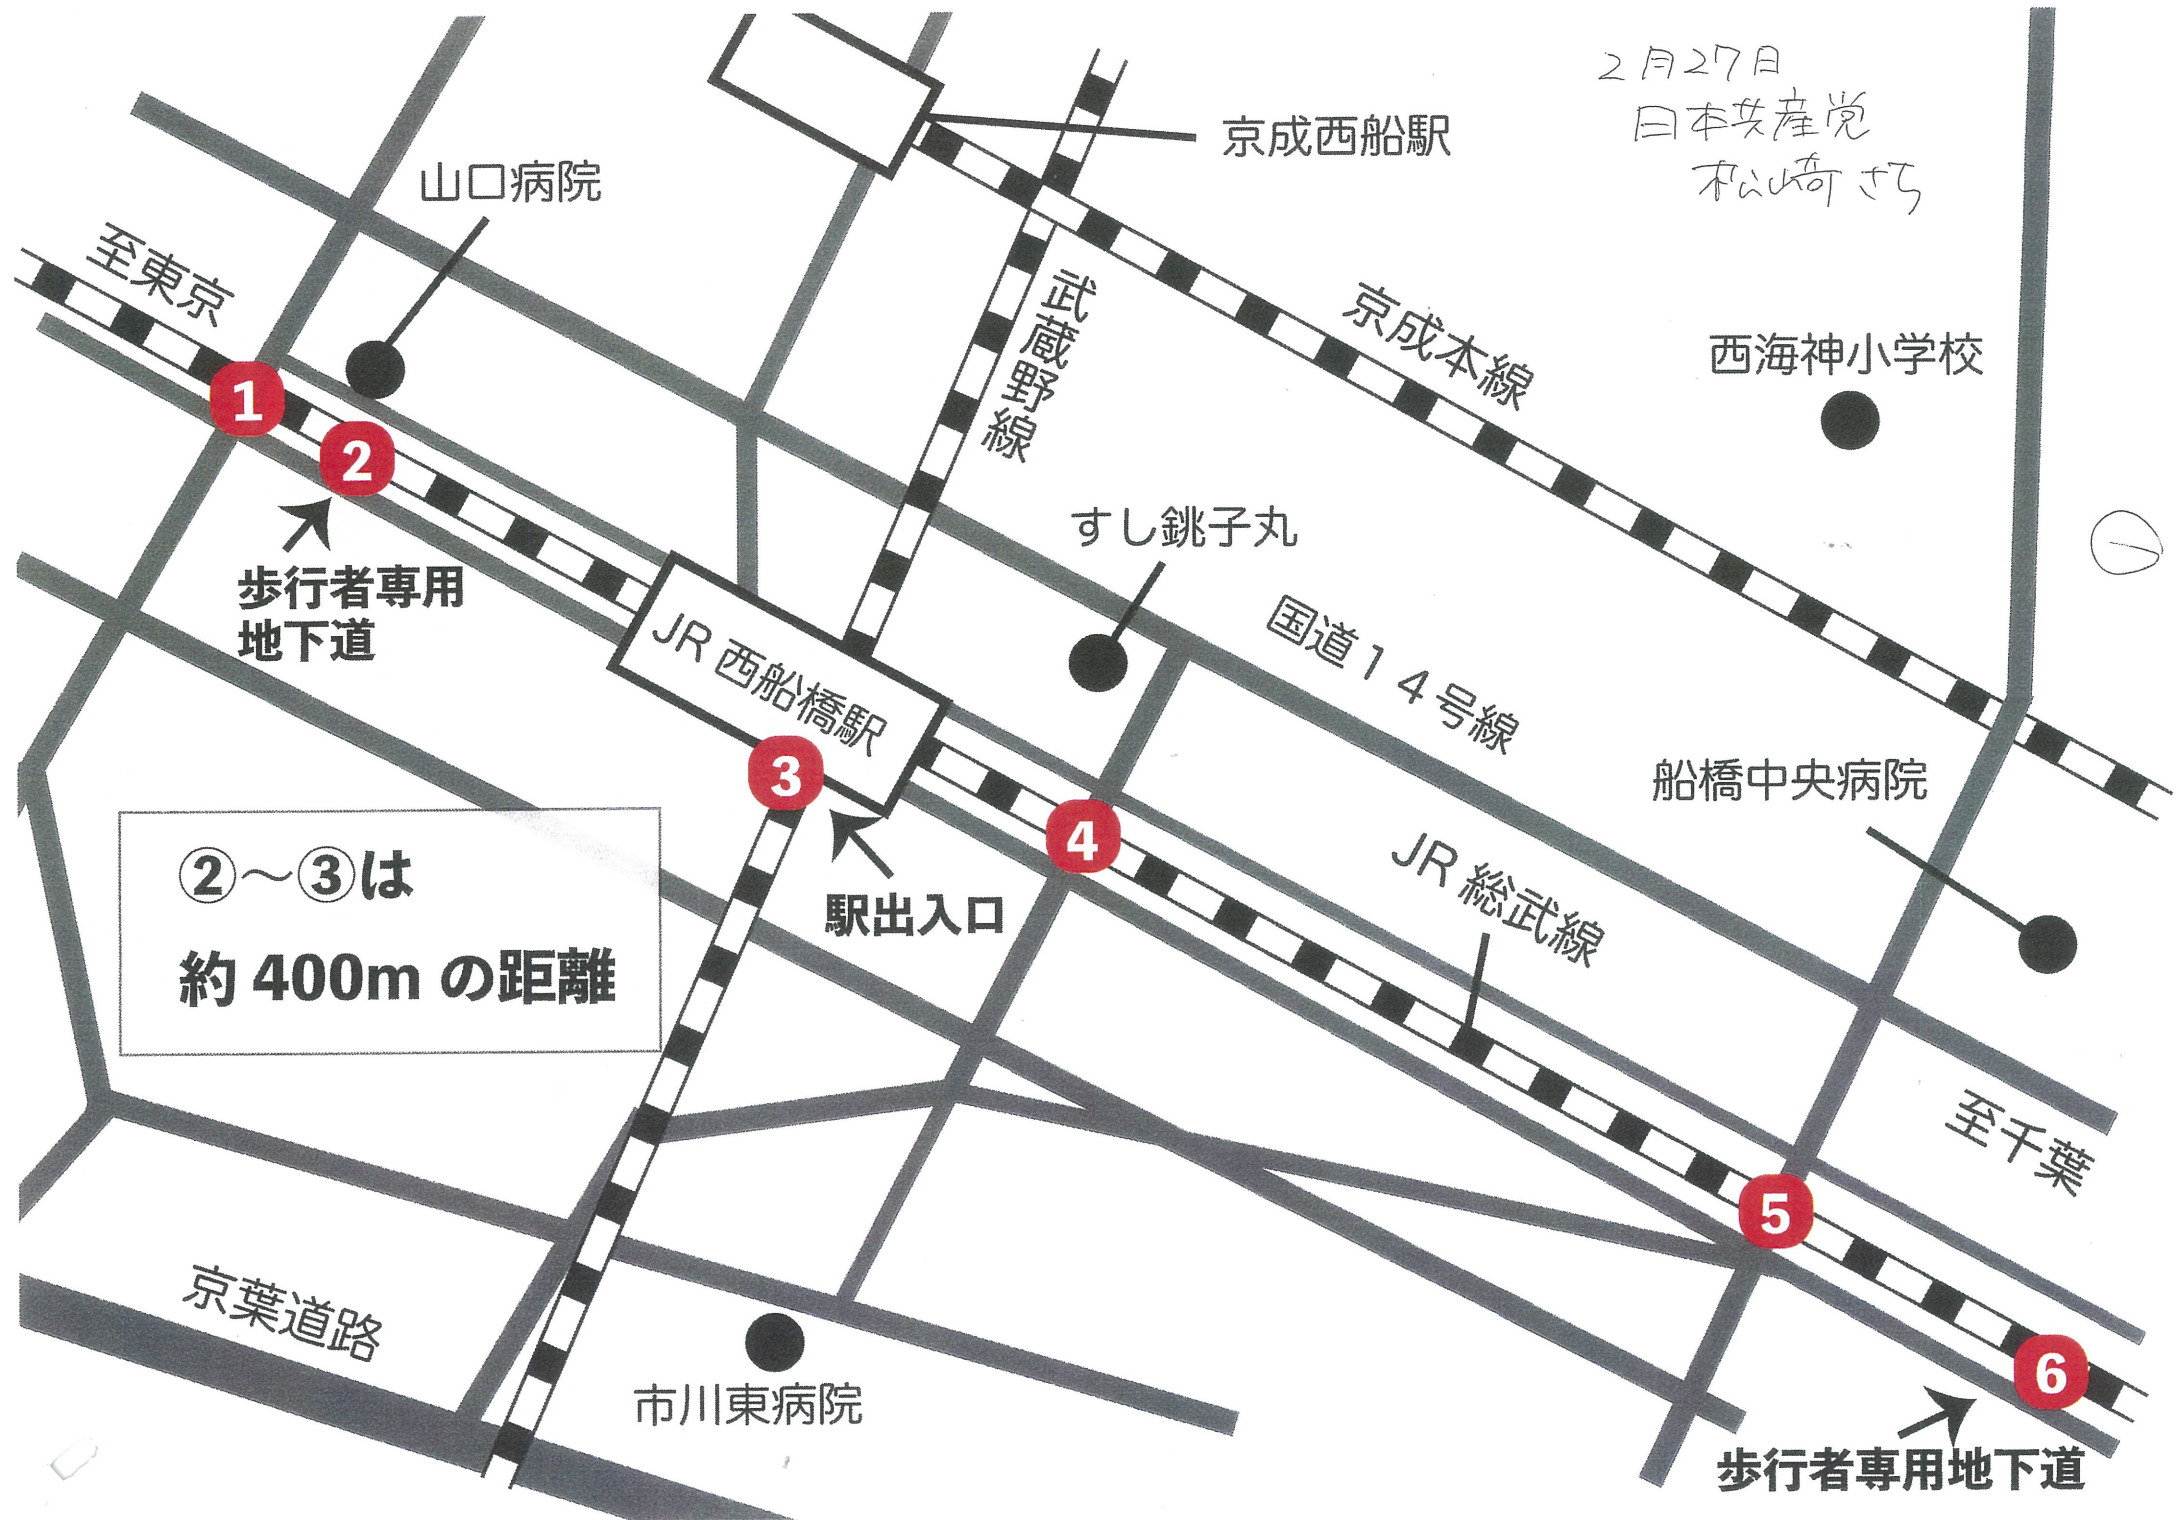 2月27日
日本共産党
松崎さち
京成西船駅
山口病院
至東京
武蔵野線
京成本線
西海神小学校
1
2
歩行者専用
地下道
すし銚子丸
国道14号線
JR西船橋駅
3
駅出入口
4
船橋中央病院
JR総武線
②～③は
約400mの距離
至千葉
5
京葉道路
市川東病院
6
歩行者専用地下道